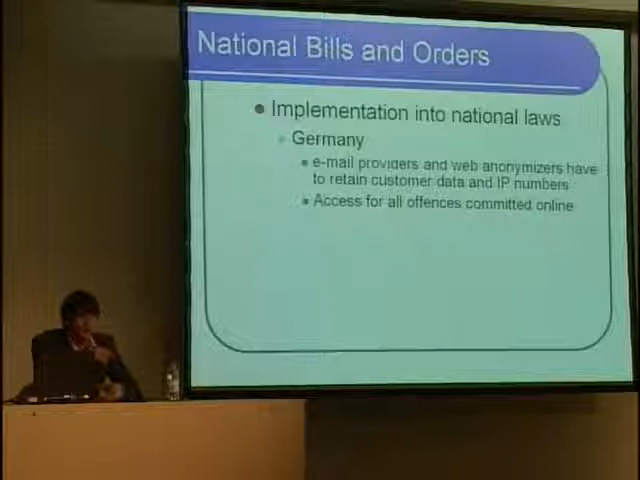 National Bills and Orders
Implementation into national laws
Germany
e-mail providers and web anonymizers have
to retain customer data and IP numbers.
Access for all offences committed online